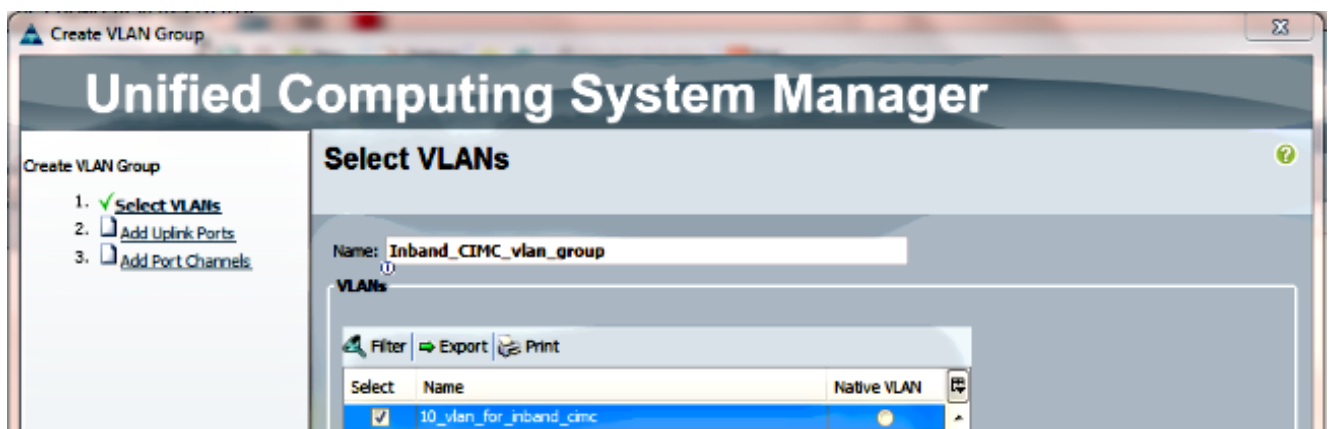 Create VLAN Group
Unified Computing System Manager
Create VLAN Group
1. Select VLANs
2. Add Uplink Ports
3. Add Port Channels
Select VLANs
Name: Inband_CIMC_vlan_group
VLANs
Filter Export Print
Select Name Native VLAN
10_vlan_for_inband_cimc